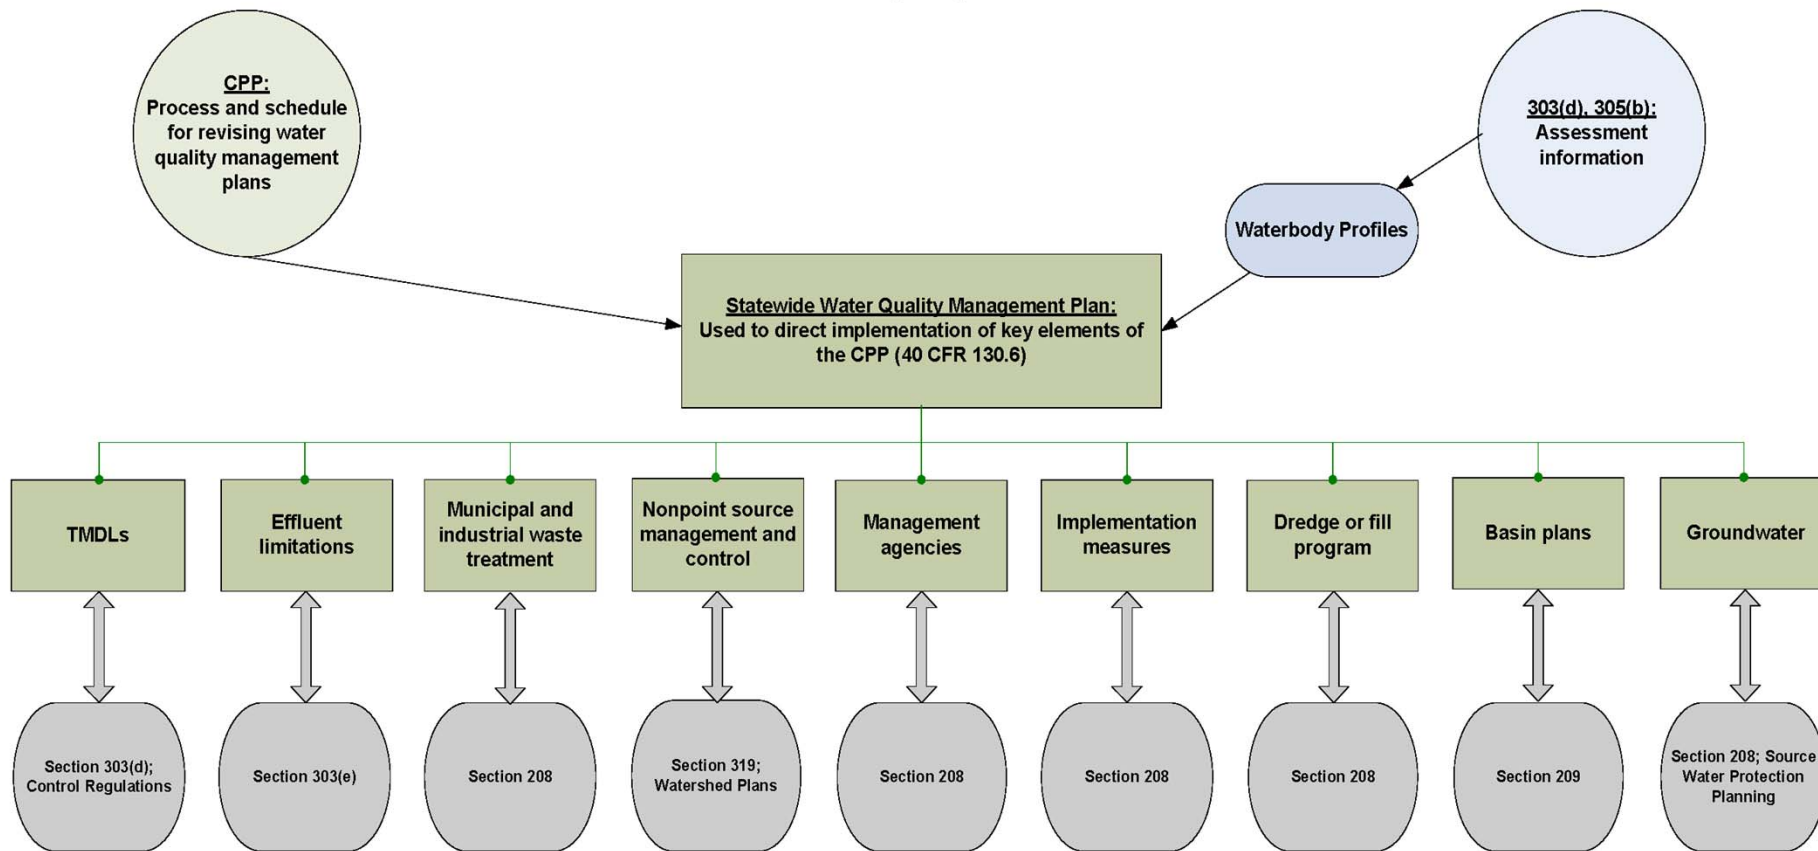 CPP:
Process and schedule
for revising water
quality management
plans
303(d), 305(b):
Assessment
information
Waterbody Profiles
Statewide Water Quality Management Plan:
Used to direct implementation of key elements of
the CPP (40 CFR 130.6)
TMDLs
Effluent
limitations
Municipal and
industrial waste
treatment
Nonpoint source
management and
control
Management
agencies
Implementation
measures
Dredge or fill
program
Basin plans
Groundwater
Section 303(d);
Control Regulations
Section 303(e)
Section 208
Section 319;
Watershed Plans
Section 208
Section 208
Section 208
Section 209
Section 208; Source
Water Protection
Planning